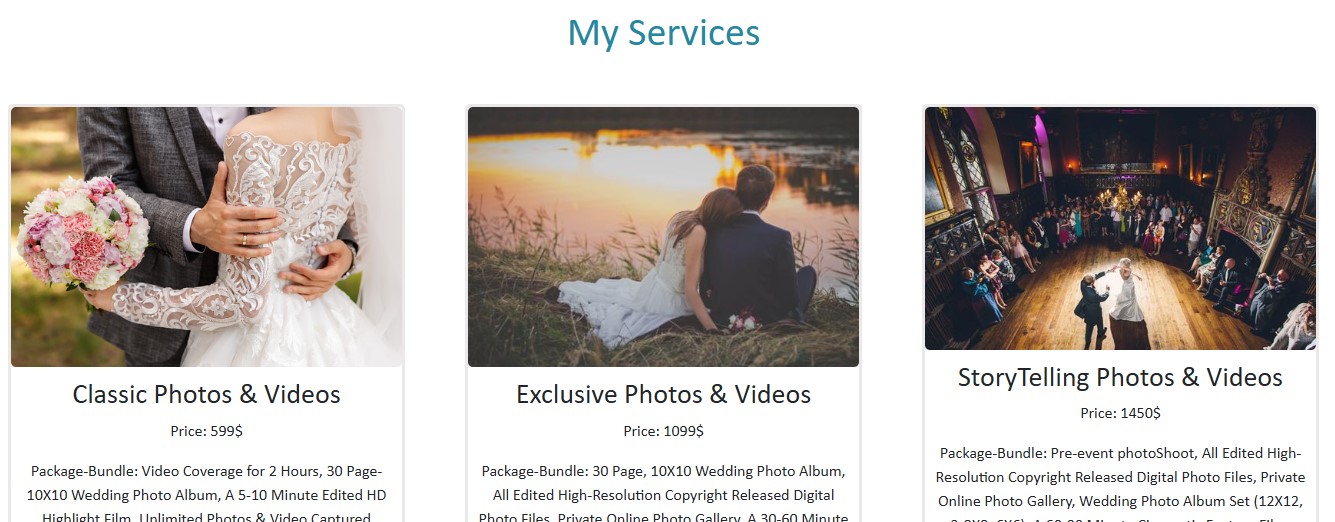 My Services
Classic Photos & Videos
Price: 599$
Package-Bundle: Video Coverage for 2 Hours, 30 Page-
10X10 Wedding Photo Album, A 5-10 Minute Edited HD
Highlight Film, Unlimited Photos & Video Captured
Exclusive Photos & Videos
Price: 1099$
Package-Bundle: 30 Page, 10X10 Wedding Photo Album,
All Edited High-Resolution Copyright Released Digital
Photo Files, Private Online Photo Gallery, A 30-60 Minute
StoryTelling Photos & Videos
Price: 1450$
Package-Bundle: Pre-event photoShoot, All Edited High-
Resolution Copyright Released Digital Photo Files, Private
Online Photo Gallery, Wedding Photo Album Set (12X12,